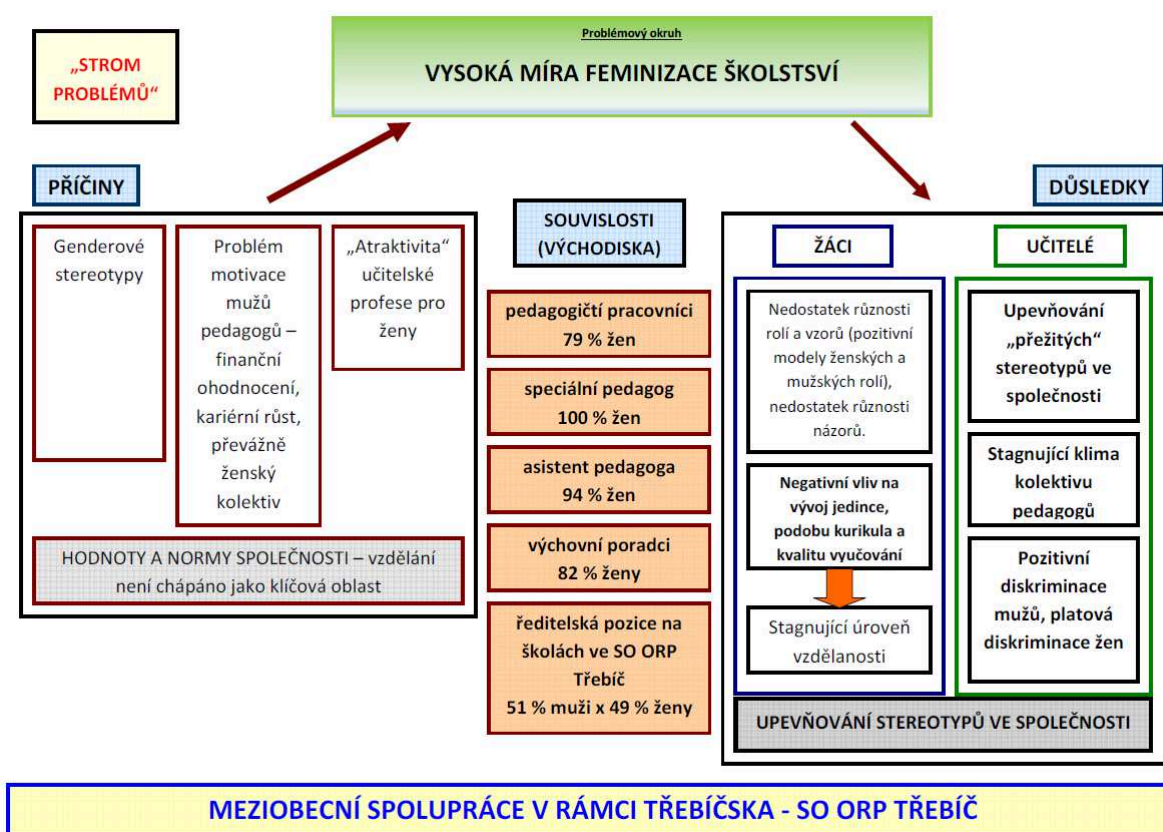 Problémový okruh
VYSOKÁ MÍRA FEMINIZACE ŠKOLSTSVÍ
„STROM
PROBLÉMŮ“
PŘÍČINY
Genderové
stereotypy
Problém
motivace
mužů
pedagogů –
finanční
ohodnocení,
kariérní růst,
převážně
ženský
kolektiv
„Atraktivita“
učitelské
profese pro
ženy
HODNOTY A NORMY SPOLEČNOSTI – vzdělání
není chápáno jako klíčová oblast
SOUVISLOSTI
(VÝCHODISKA)
pedagogičtí pracovníci
79 % žen
speciální pedagog
100 % žen
asistent pedagoga
94 % žen
výchovní poradci
82 % ženy
ředitelská pozice na
školách ve SO ORP
Třebíč
51 % muži x 49 % ženy
DŮSLEDKY
ŽÁCI
Nedostatek různosti
rolí a vzorů (pozitivní
modely ženských a
mužských rolí),
nedostatek různosti
názorů.
Negativní vliv na
vývoj jedince,
podobu kurikula a
kvalitu vyučování
Stagnující úroveň
vzdělanosti
UČITELÉ
Upevňování
„přežitých“
stereotypů ve
společnosti
Stagnující klima
kolektivu
pedagogů
Pozitivní
diskriminace
mužů, platová
diskriminace žen
UPEVŇOVÁNÍ STEREOTYPŮ VE SPOLEČNOSTI
MEZIOBECNÍ SPOLUPRÁCE V RÁMCI TŘEBÍČSKA - SO ORP TŘEBÍČ